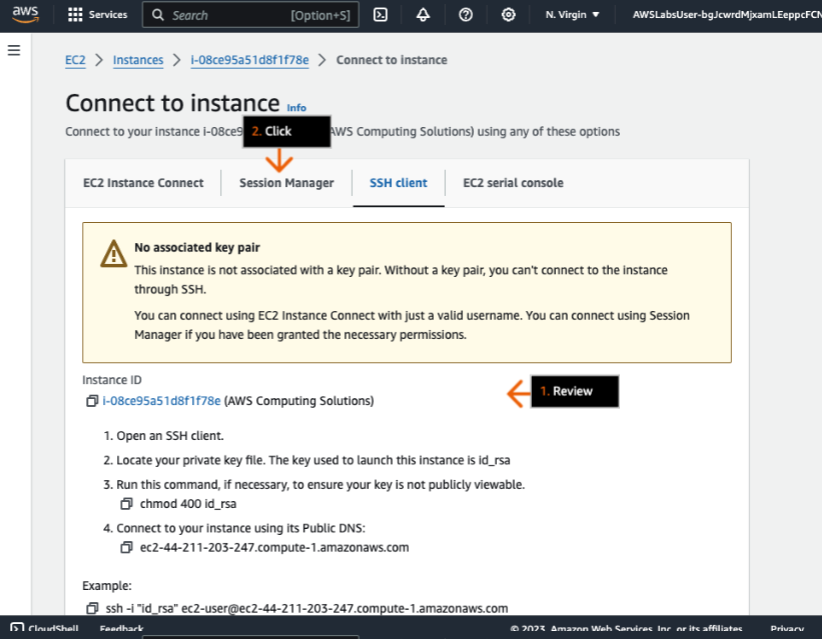 aws Services Search [Option+S] N. Virgin AWSLabsUser-bgJcwrdMjxamLEeppcFCN
EC2 > Instances > i-08ce95a51d8f1f78e > Connect to instance
Connect to instance Info
Connect to your instance i-08ce9 AWS Computing Solutions) using any of these options
2. Click
EC2 Instance Connect Session Manager SSH client EC2 serial console
No associated key pair
This instance is not associated with a key pair. Without a key pair, you can't connect to the instance
through SSH.
You can connect using EC2 Instance Connect with just a valid username. You can connect using Session
Manager if you have been granted the necessary permissions.
Instance ID
i-08ce95a51d8f1f78e (AWS Computing Solutions)
1. Review
1. Open an SSH client.
2. Locate your private key file. The key used to launch this instance is id_rsa
3. Run this command, if necessary, to ensure your key is not publicly viewable.
chmod 400 id_rsa
4. Connect to your instance using its Public DNS:
ec2-44-211-203-247.compute-1.amazonaws.com
Example:
ssh -i "id_rsa" ec2-user@ec2-44-211-203-247.compute-1.amazonaws.com
CloudShell Feedback © 2023, Amazon Web Services, Inc. or its affiliates. Privacy